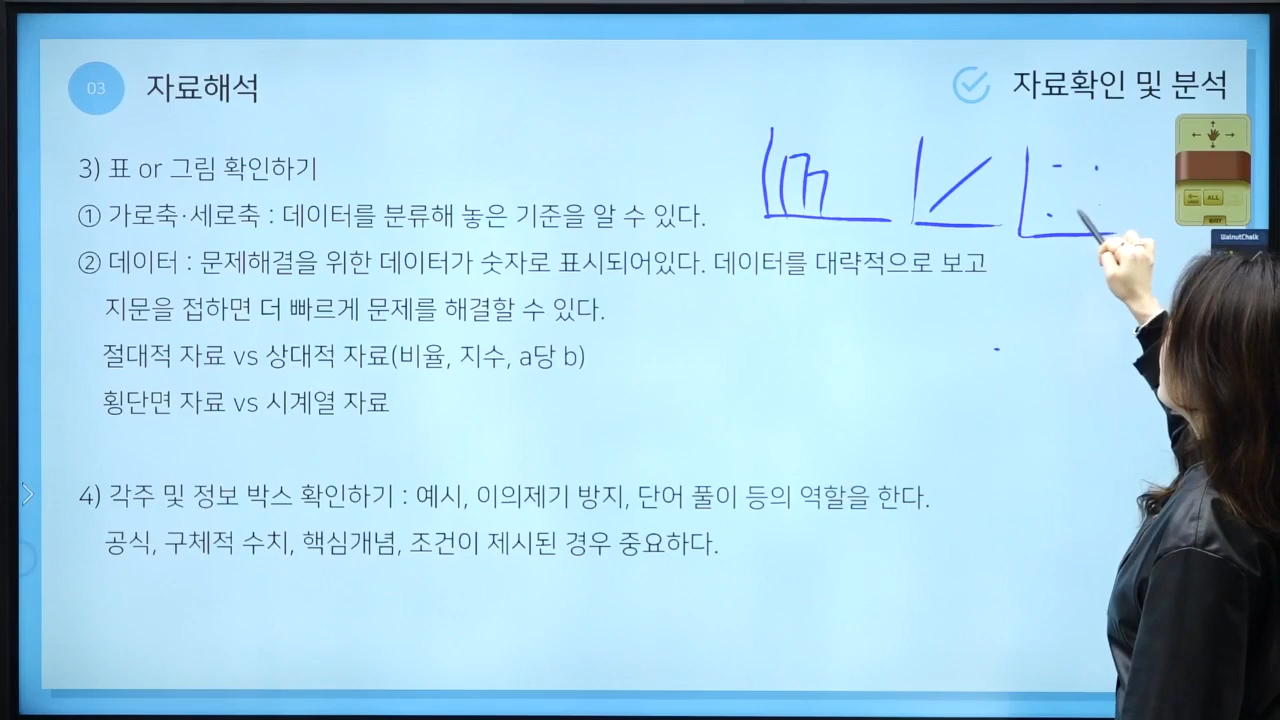 03 자료해석
자료확인 및 분석
3) 표 or 그림 확인하기
① 가로축·세로축 : 데이터를 분류해 놓은 기준을 알 수 있다.
② 데이터 : 문제해결을 위한 데이터가 숫자로 표시되어있다. 데이터를 대략적으로 보고
지문을 접하면 더 빠르게 문제를 해결할 수 있다.
절대적 자료 vs 상대적 자료(비율, 지수, a당 b)
횡단면 자료 vs 시계열 자료
4) 각주 및 정보 박스 확인하기 : 예시, 이의제기 방지, 단어 풀이 등의 역할을 한다.
공식, 구체적 수치, 핵심개념, 조건이 제시된 경우 중요하다.
ALL
EXIT
WalnutChalk